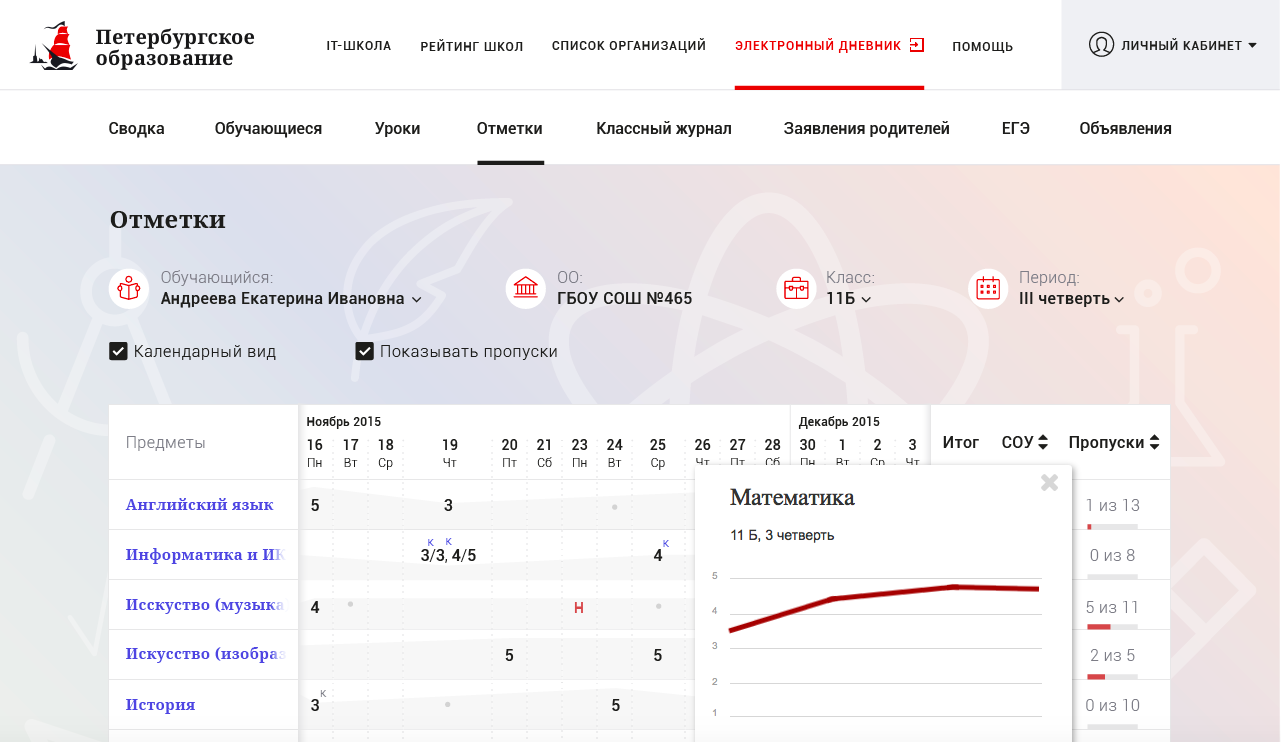 Петербургское
образование
IT-ШКОЛА РЕЙТИНГ ШКОЛ СПИСОК ОРГАНИЗАЦИЙ ЭЛЕКТРОННЫЙ ДНЕВНИК ПОМОЩЬ ЛИЧНЫЙ КАБИНЕТ
Сводка Обучающиеся Уроки Отметки Классный журнал Заявления родителей ЕГЭ Объявления
Отметки
Обучающийся: ОО: Класс: Период:
Андреева Екатерина Ивановна ГБОУ СОШ №465 11Б III четверть
Календарный вид Показывать пропуски
Ноябрь 2015 Декабрь 2015
Предметы 16 17 18 19 20 21 23 24 25 26 27 28 30 1 2 3 Итог СОУ Пропуски
Пн Вт Ср Чт Пт Сб Пн Вт Ср Чт Пт Сб Пн Вт Ср Чт
Английский язык 5 3 1 из 13
Информатика и ИК 3/3, 4/5 4 0 из 8
К К К
Исскуство (музыка 4 Н 5 из 11
Искусство (изобраз 5 5 2 из 5
История 3 К 5 0 из 10
Математика
11 Б, 3 четверть
5
4
3
2
1